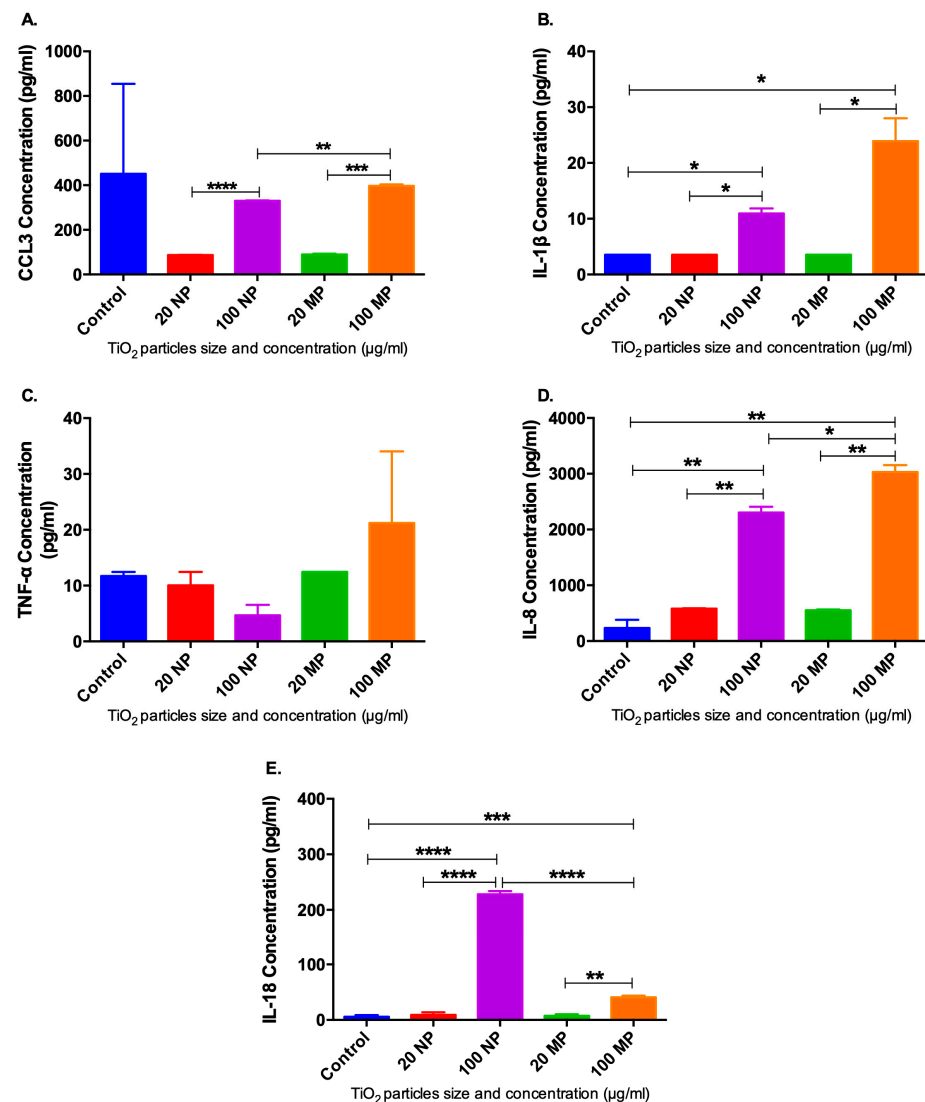 A.
CCL3 Concentration (pg/ml)
1000
800
600
400
200
0
**
****
***
Control
20 NP
100 NP
20 MP
100 MP
TiO2 particles size and concentration (µg/ml)
B.
IL-1β Concentration (pg/ml)
40
30
20
10
0
*
*
*
*
Control
20 NP
100 NP
20 MP
100 MP
TiO2 particles size and concentration (µg/ml)
C.
TNF-α Concentration
(pg/ml)
40
30
20
10
0
Control
20 NP
100 NP
20 MP
100 MP
TiO2 particles size and concentration (µg/ml)
D.
IL-8 Concentration (pg/ml)
4000
3000
2000
1000
0
**
*
**
**
**
Control
20 NP
100 NP
20 MP
100 MP
TiO2 particles size and concentration (µg/ml)
E.
IL-18 Concentration (pg/ml)
400
300
200
100
0
***
****
****
****
**
Control
20 NP
100 NP
20 MP
100 MP
TiO2 particles size and concentration (µg/ml)